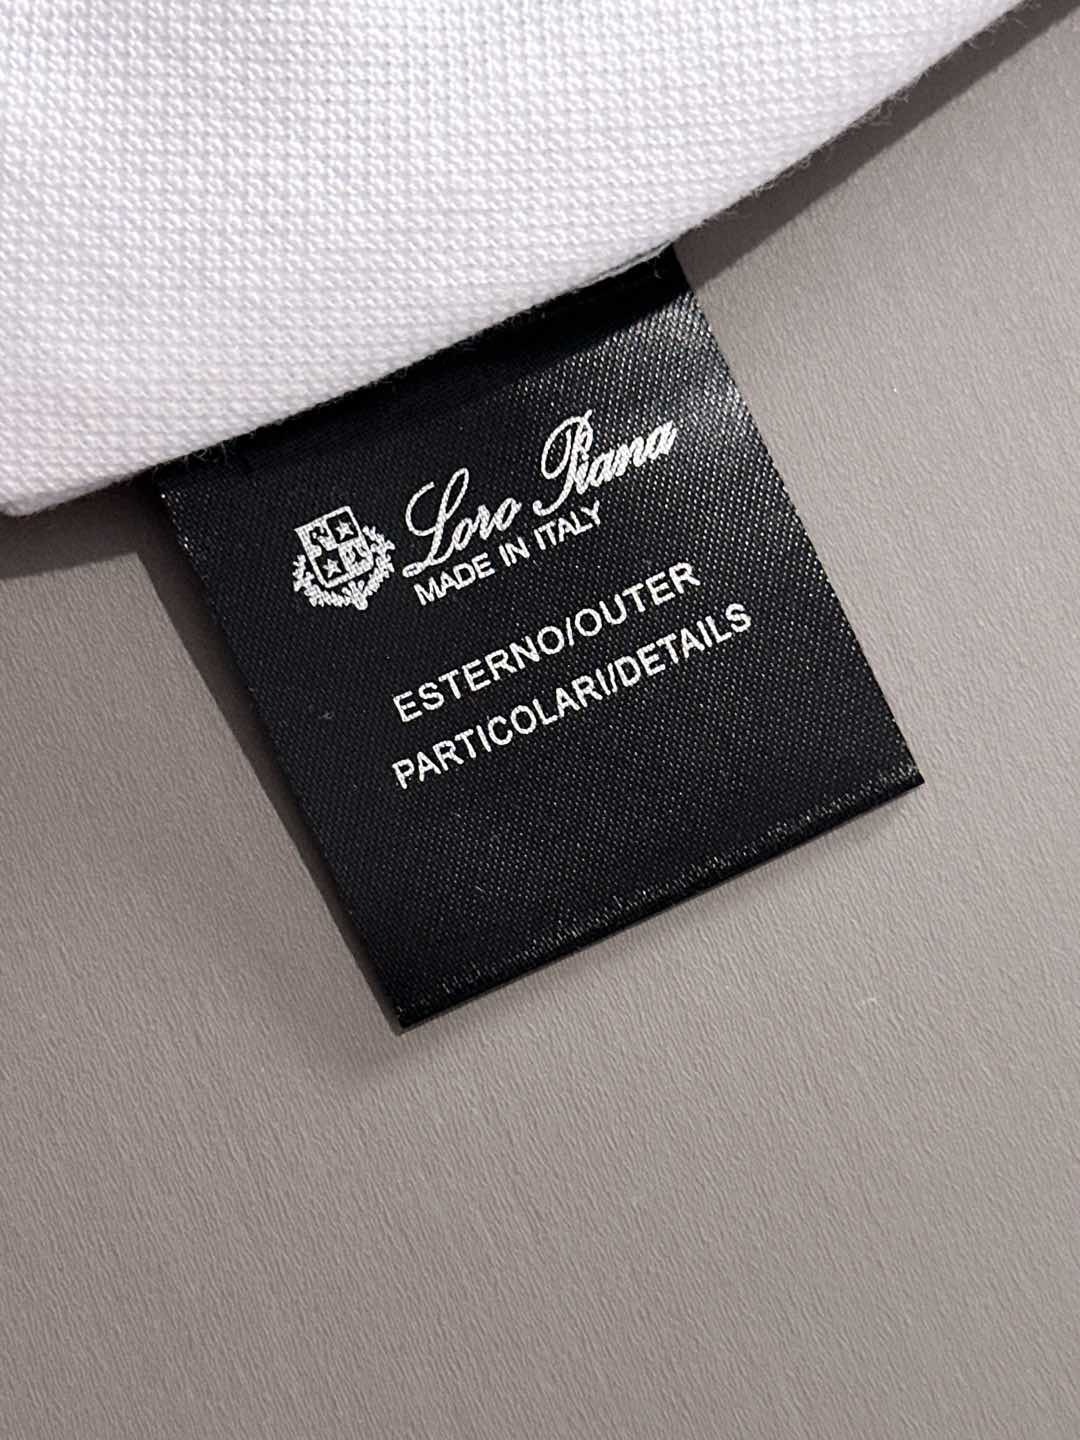 Loro Piana
MADE IN ITALY
ESTERNO/OUTER
PARTICOLARI/DETAILS